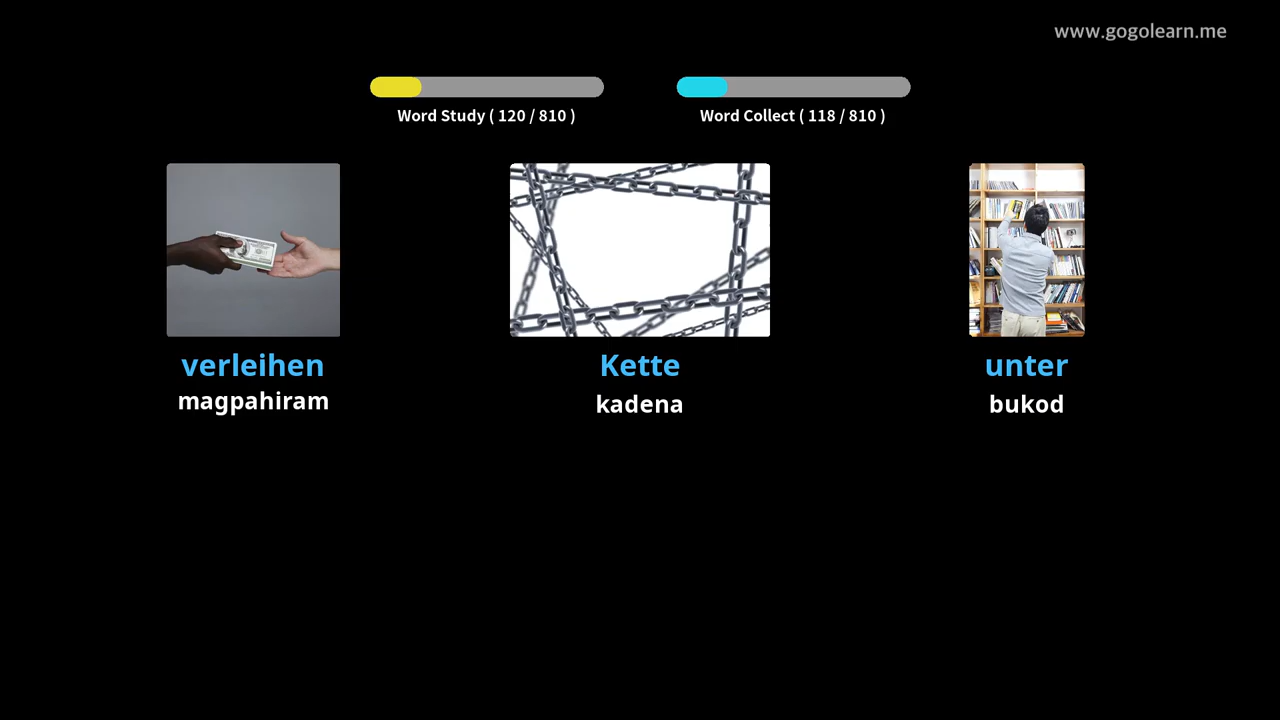 www.gogolearn.me
Word Study ( 120 / 810 )
Word Collect ( 118 / 810 )
verleihen
magpahiram
Kette
kadena
unter
bukod